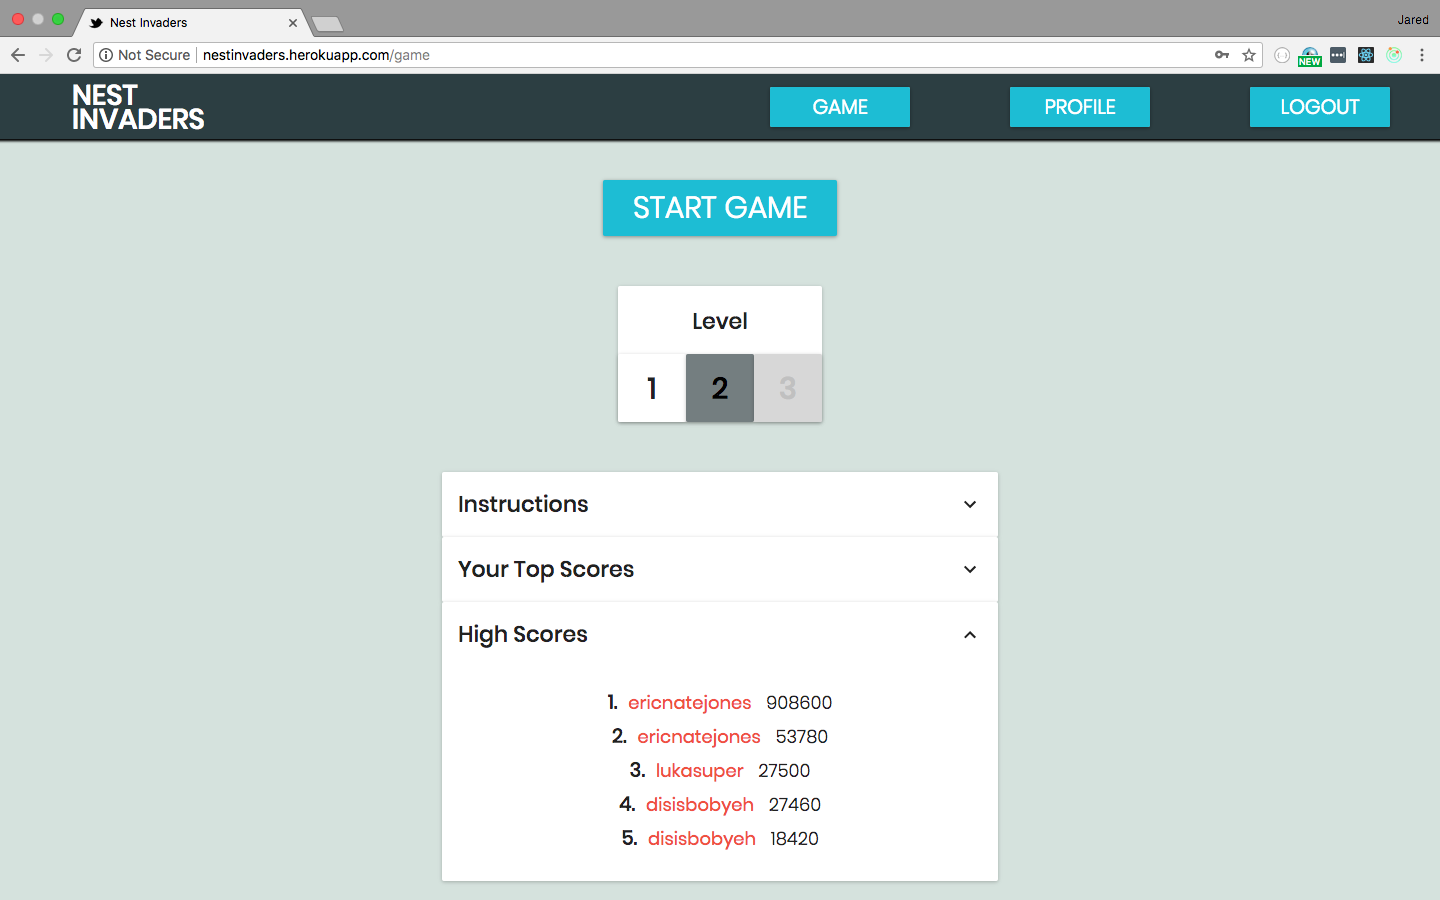 Nest Invaders
Jared
Not Secure
nestinvaders.herokuapp.com/game
NEW
NEST
INVADERS
GAME
PROFILE
LOGOUT
START GAME
Level
1 2 3
Instructions
Your Top Scores
High Scores
1. ericnatejones 908600
2. ericnatejones 53780
3. lukasuper 27500
4. disisbobyeh 27460
5. disisbobyeh 18420